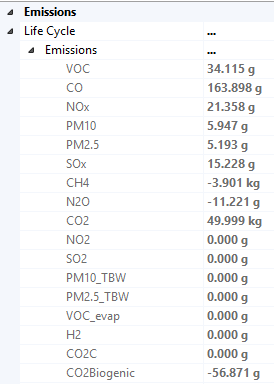 Emissions
Life Cycle ...
Emissions ...
VOC 34.115 g
CO 163.898 g
NOx 21.358 g
PM10 5.947 g
PM2.5 5.193 g
SOx 15.228 g
CH4 -3.901 kg
N2O -11.221 g
CO2 49.999 kg
NO2 0.000 g
SO2 0.000 g
PM10_TBW 0.000 g
PM2.5_TBW 0.000 g
VOC_evap 0.000 g
H2 0.000 g
CO2C 0.000 g
CO2Biogenic -56.871 g